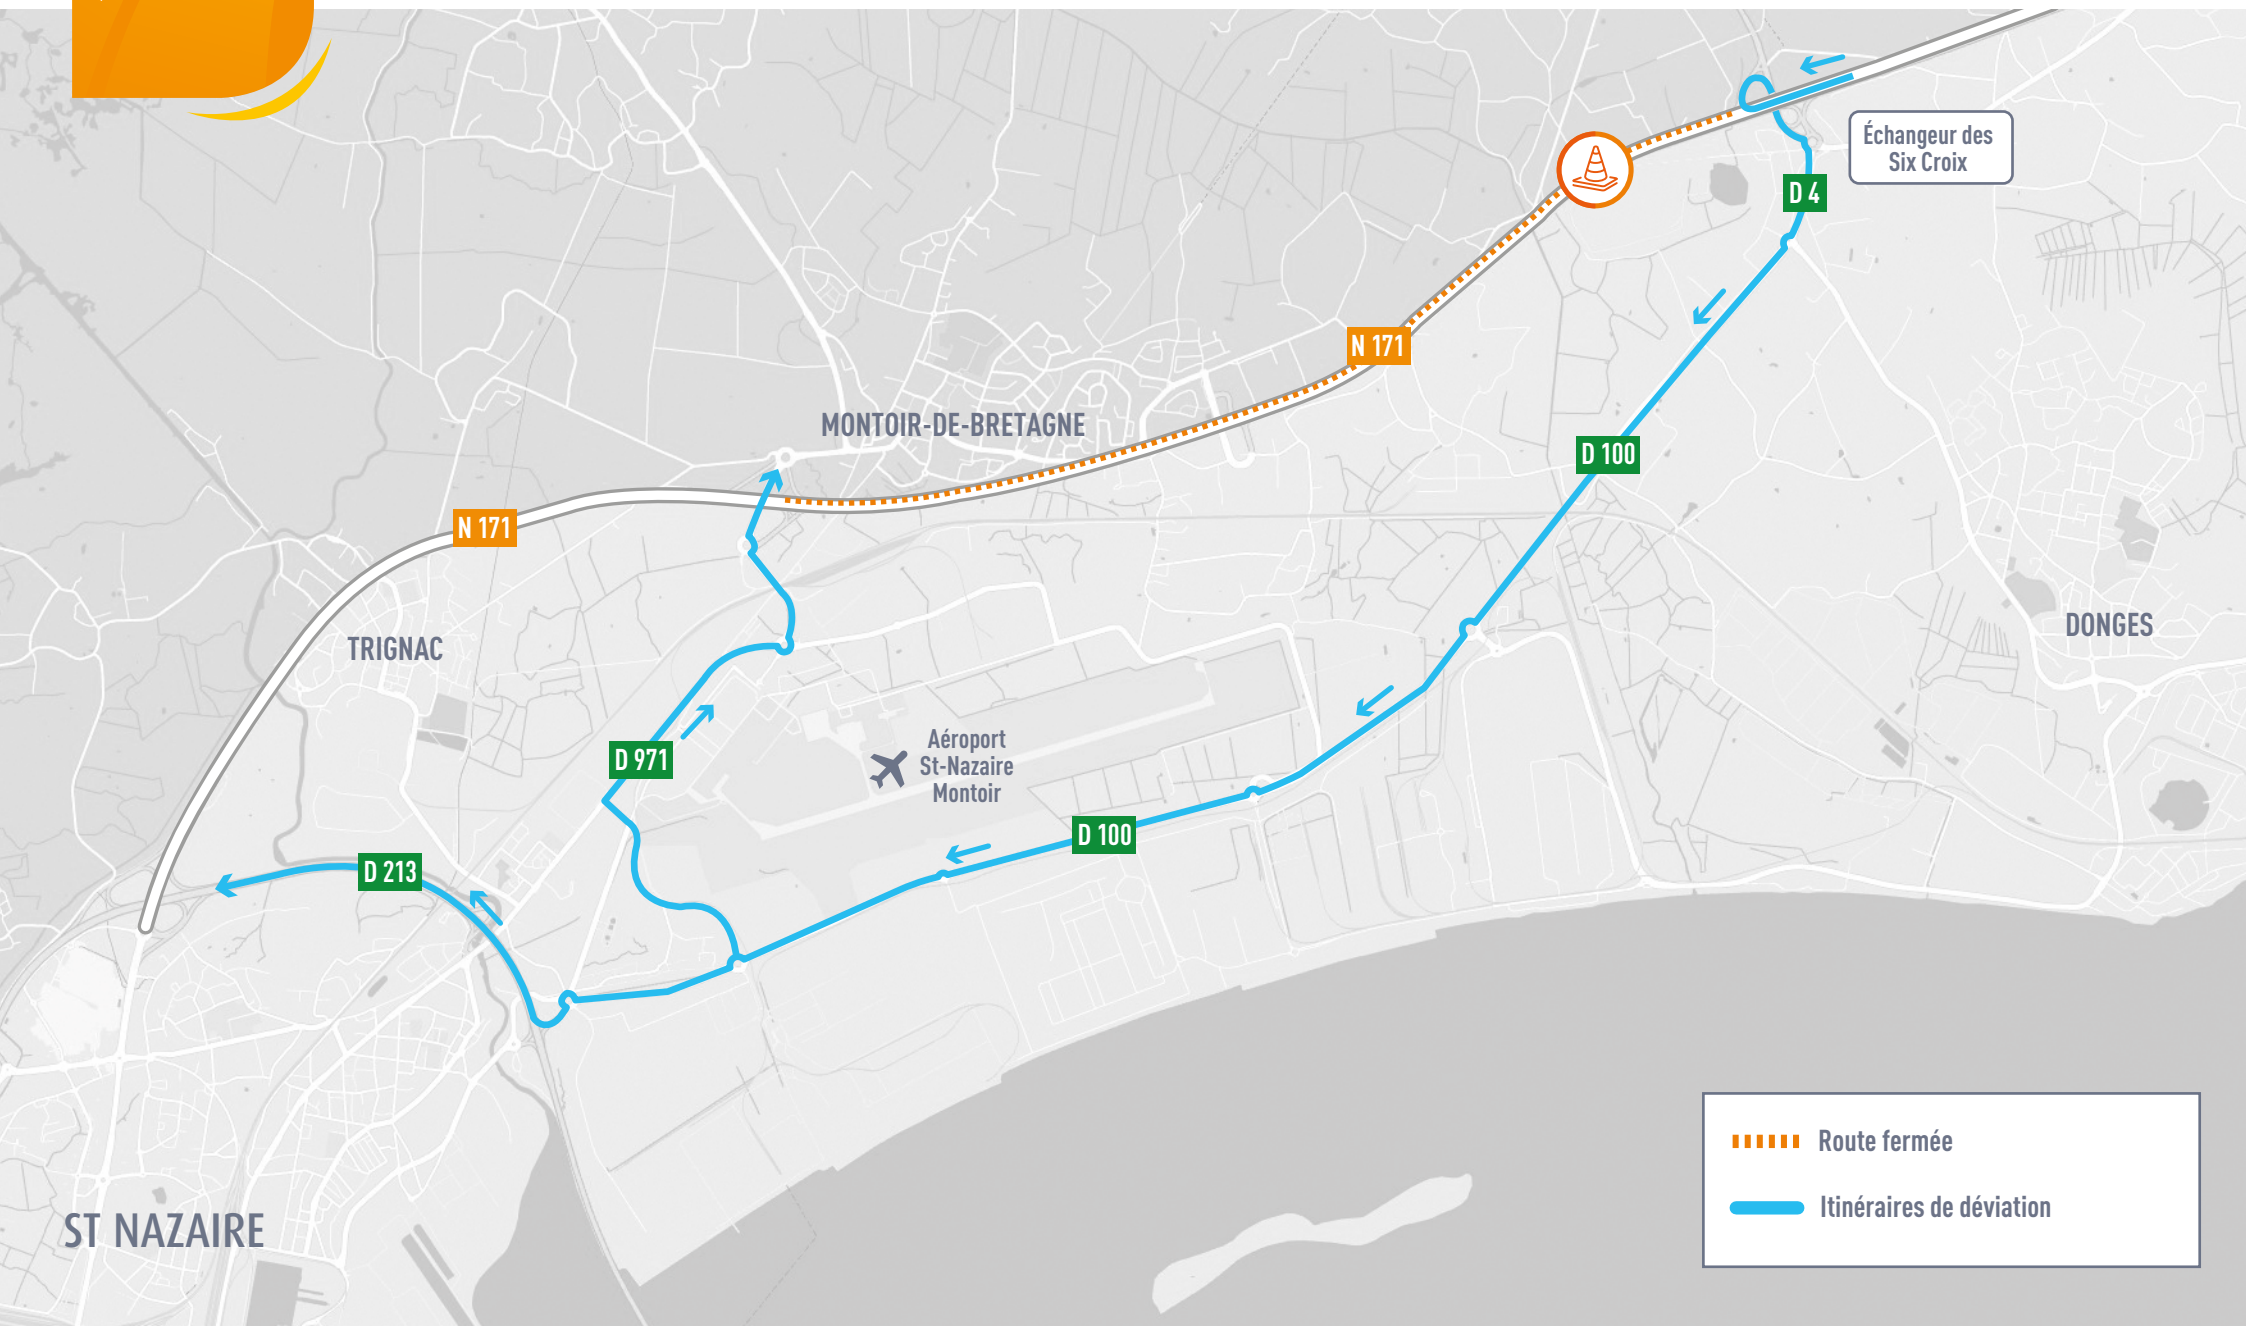 Échangeur des
Six Croix
D 4
N 171
MONTOIR-DE-BRETAGNE
D 100
N 171
DONGES
TRIGNAC
D 971
Aéroport
St-Nazaire
Montoir
D 100
D 213
Route fermée
Itinéraires de déviation
ST NAZAIRE